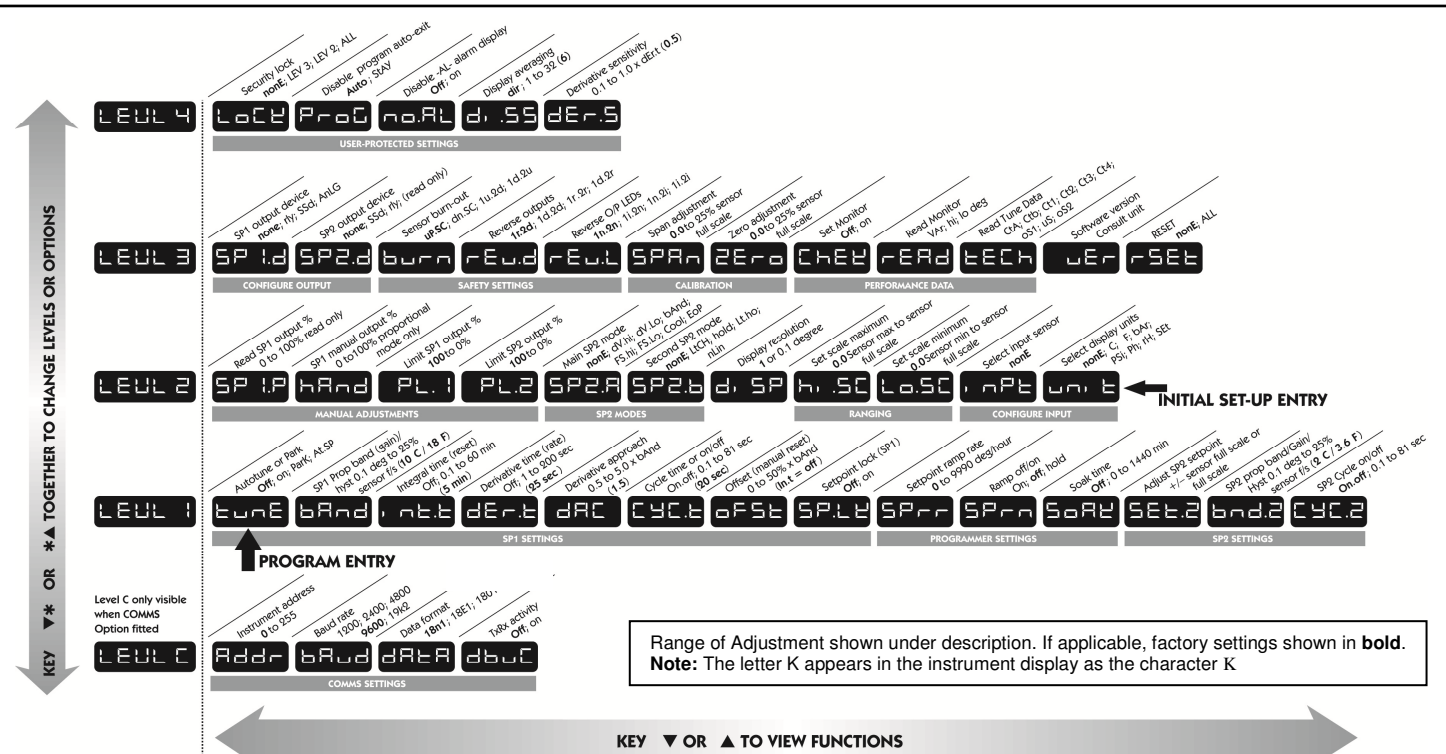 Security lock
nonE; LEV 3; LEV 2; ALL
Disable program auto-exit
Auto; StAY
Disable -AL- alarm display
Off; on
Display averaging
dir; 1 to 32 (6)
Derivative sensitivity
0.1 to 1.0 x dEr.t (0.5)
LEVL 4
LoCK
ProG
no.AL
di.SS
dEr.S
USER-PROTECTED SETTINGS
SP1 output device
none; rly; SSd; AnLG
SP2 output device
none; SSd; rly; (read only)
Sensor burn-out
uP.SC; dn.SC; 1u.2d; 1d.2u
Reverse outputs
1r.2d; 1d.2d; 1r.2r; 1d.2r
Reverse O/P LEDs
1n.2n; 1i.2n; 1n.2i; 1i.2i
Span adjustment
0.0 to 25% sensor
full scale
Zero adjustment
0.0 to 25% sensor
full scale
Set Monitor
Off; on
Read Monitor
VAr; hi; lo deg
Read Tune Data
CtA; Ctb; Ct1; Ct2; Ct3; Ct4;
oS1; uS; oS2
Software version
Consult unit
RESET
nonE; ALL
LEVL 3
SP1.d
SP2.d
burn
rEu.d
rEu.L
SPAn
ZEro
ChEK
rEAd
tECh
uEr
rSEt
CONFIGURE OUTPUT
SAFETY SETTINGS
CALIBRATION
PERFORMANCE DATA
Read SP1 output %
0 to 100% read only
SP1 manual output %
0 to100% proportional
mode only
Limit SP1 output %
100 to 0%
Limit SP2 output %
100 to 0%
Main SP2 mode
nonE; dV.hi; dV.Lo; bAnd;
FS.hi; FS.Lo; Cool; EoP
Second SP2 mode
nonE; LtCH; hold; Lt.ho;
nLin
Display resolution
1 or 0.1 degree
Set scale maximum
0.0 Sensor max to sensor
full scale
Set scale minimum
0.0 Sensor min to sensor
full scale
Select input sensor
nonE
Select display units
nonE; C; F; bAr;
PSi; Ph; rH; SEt
LEVL 2
SP1.P
hAnd
PL.1
PL.2
SP2.A
SP2.b
di.SP
hi.SC
Lo.SC
inPt
unit
INITIAL SET-UP ENTRY
MANUAL ADJUSTMENTS
SP2 MODES
RANGING
CONFIGURE INPUT
Autotune or Park
Off; on; ParK; At.SP
SP1 Prop band (gain)/
hyst 0.1 deg to 25%
sensor f/s (10 C / 18 F)
Integral time (reset)
Off; 0.1 to 60 min
(5 min)
Derivative time (rate)
Off; 1 to 200 sec
(25 sec)
Derivative approach
0.5 to 5.0 x bAnd
(1.5)
Cycle time or on/off
On.off; 0.1 to 81 sec
(20 sec)
Offset (manual reset)
0 to 50% x bAnd
(In.t = off)
Setpoint lock (SP1)
Off; on
Setpoint ramp rate
0 to 9990 deg/hour
Ramp off/on
On; off; hold
Soak time
Off; 0 to 1440 min
Adjust SP2 setpoint
+/– sensor full scale or
full scale
SP2 prop band/Gain/
Hyst 0.1 deg to 25%
sensor f/s (2 C / 3.6 F)
SP2 Cycle on/off
On.off; 0.1 to 81 sec
LEVL 1
tunE
bAnd
int.t
dEr.t
dAC
CYC.t
oFSt
SP.LK
SPrr
SPrn
SoAK
SEt.2
bnd.2
CYC.2
SP1 SETTINGS
PROGRAMMER SETTINGS
SP2 SETTINGS
PROGRAM ENTRY
Level C only visible
when COMMS
Option fitted
Instrument address
0 to 255
Baud rate
1200; 2400; 4800
9600; 19k2
Data format
18n1; 18E1;
TxRx activity
Off; on
LEVL C
Addr
bAud
dAtA
dbuG
COMMS SETTINGS
Range of Adjustment shown under description. If applicable, factory settings shown in bold.
Note: The letter K appears in the instrument display as the character K
KEY ▼* OR *▲ TOGETHER TO CHANGE LEVELS OR OPTIONS
KEY ▼ OR ▲ TO VIEW FUNCTIONS